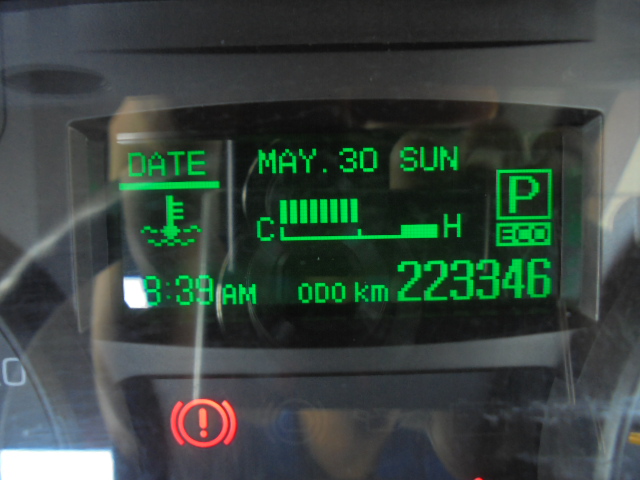 DATE MAY. 30 SUN
P
C H
ECO
8:39 AM ODO km 223346